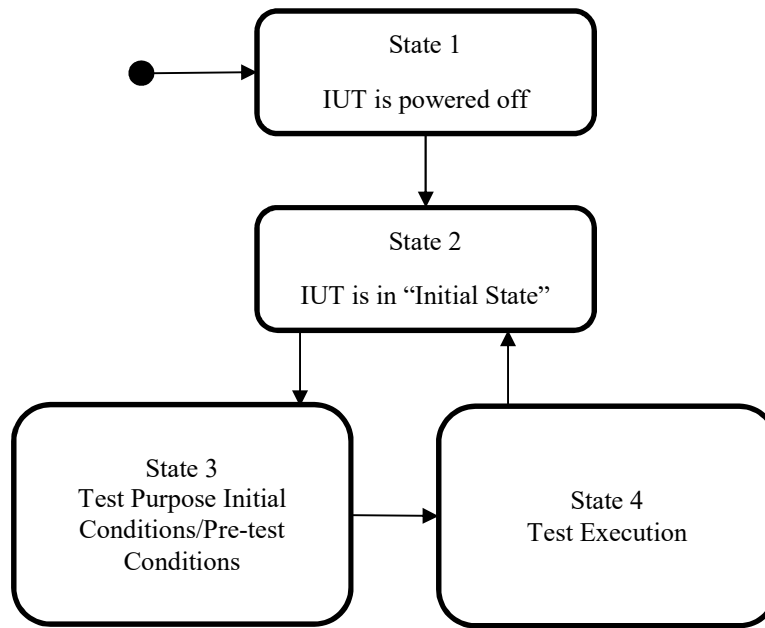 State 1
IUT is powered off
State 2
IUT is in “Initial State”
State 3
Test Purpose Initial
Conditions/Pre-test
Conditions
State 4
Test Execution